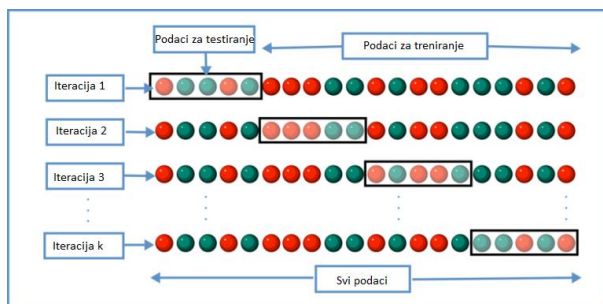 Podaci za testiranje
Podaci za treniranje
Iteracija 1
Iteracija 2
Iteracija 3
Iteracija k
Svi podaci